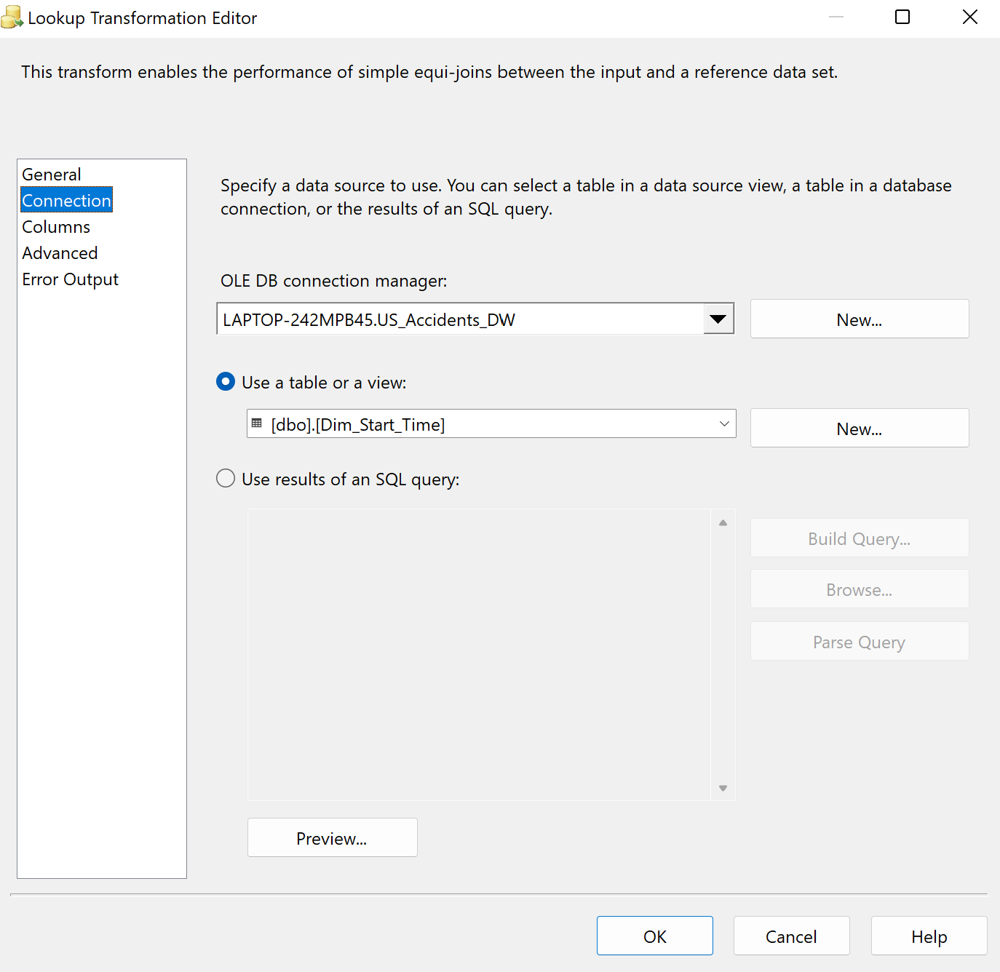 Lookup Transformation Editor
This transform enables the performance of simple equi-joins between the input and a reference data set.
General
Connection
Columns
Advanced
Error Output
Specify a data source to use. You can select a table in a data source view, a table in a database
connection, or the results of an SQL query.
OLE DB connection manager:
LAPTOP-242MPB45.US_Accidents_DW
New...
Use a table or a view:
[dbo].[Dim_Start_Time]
New...
Use results of an SQL query:
Build Query...
Browse...
Parse Query
Preview...
OK
Cancel
Help